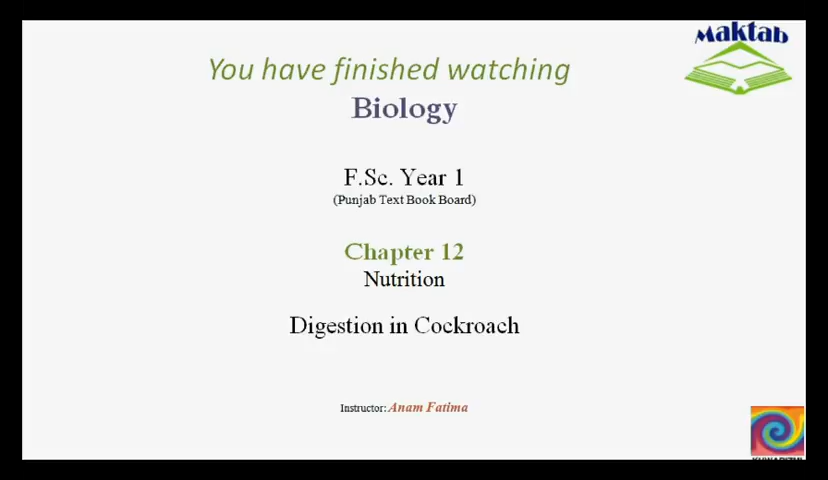 Maktab
You have finished watching
Biology
F.Sc. Year 1
(Punjab Text Book Board)
Chapter 12
Nutrition
Digestion in Cockroach
Instructor: Anam Fatima